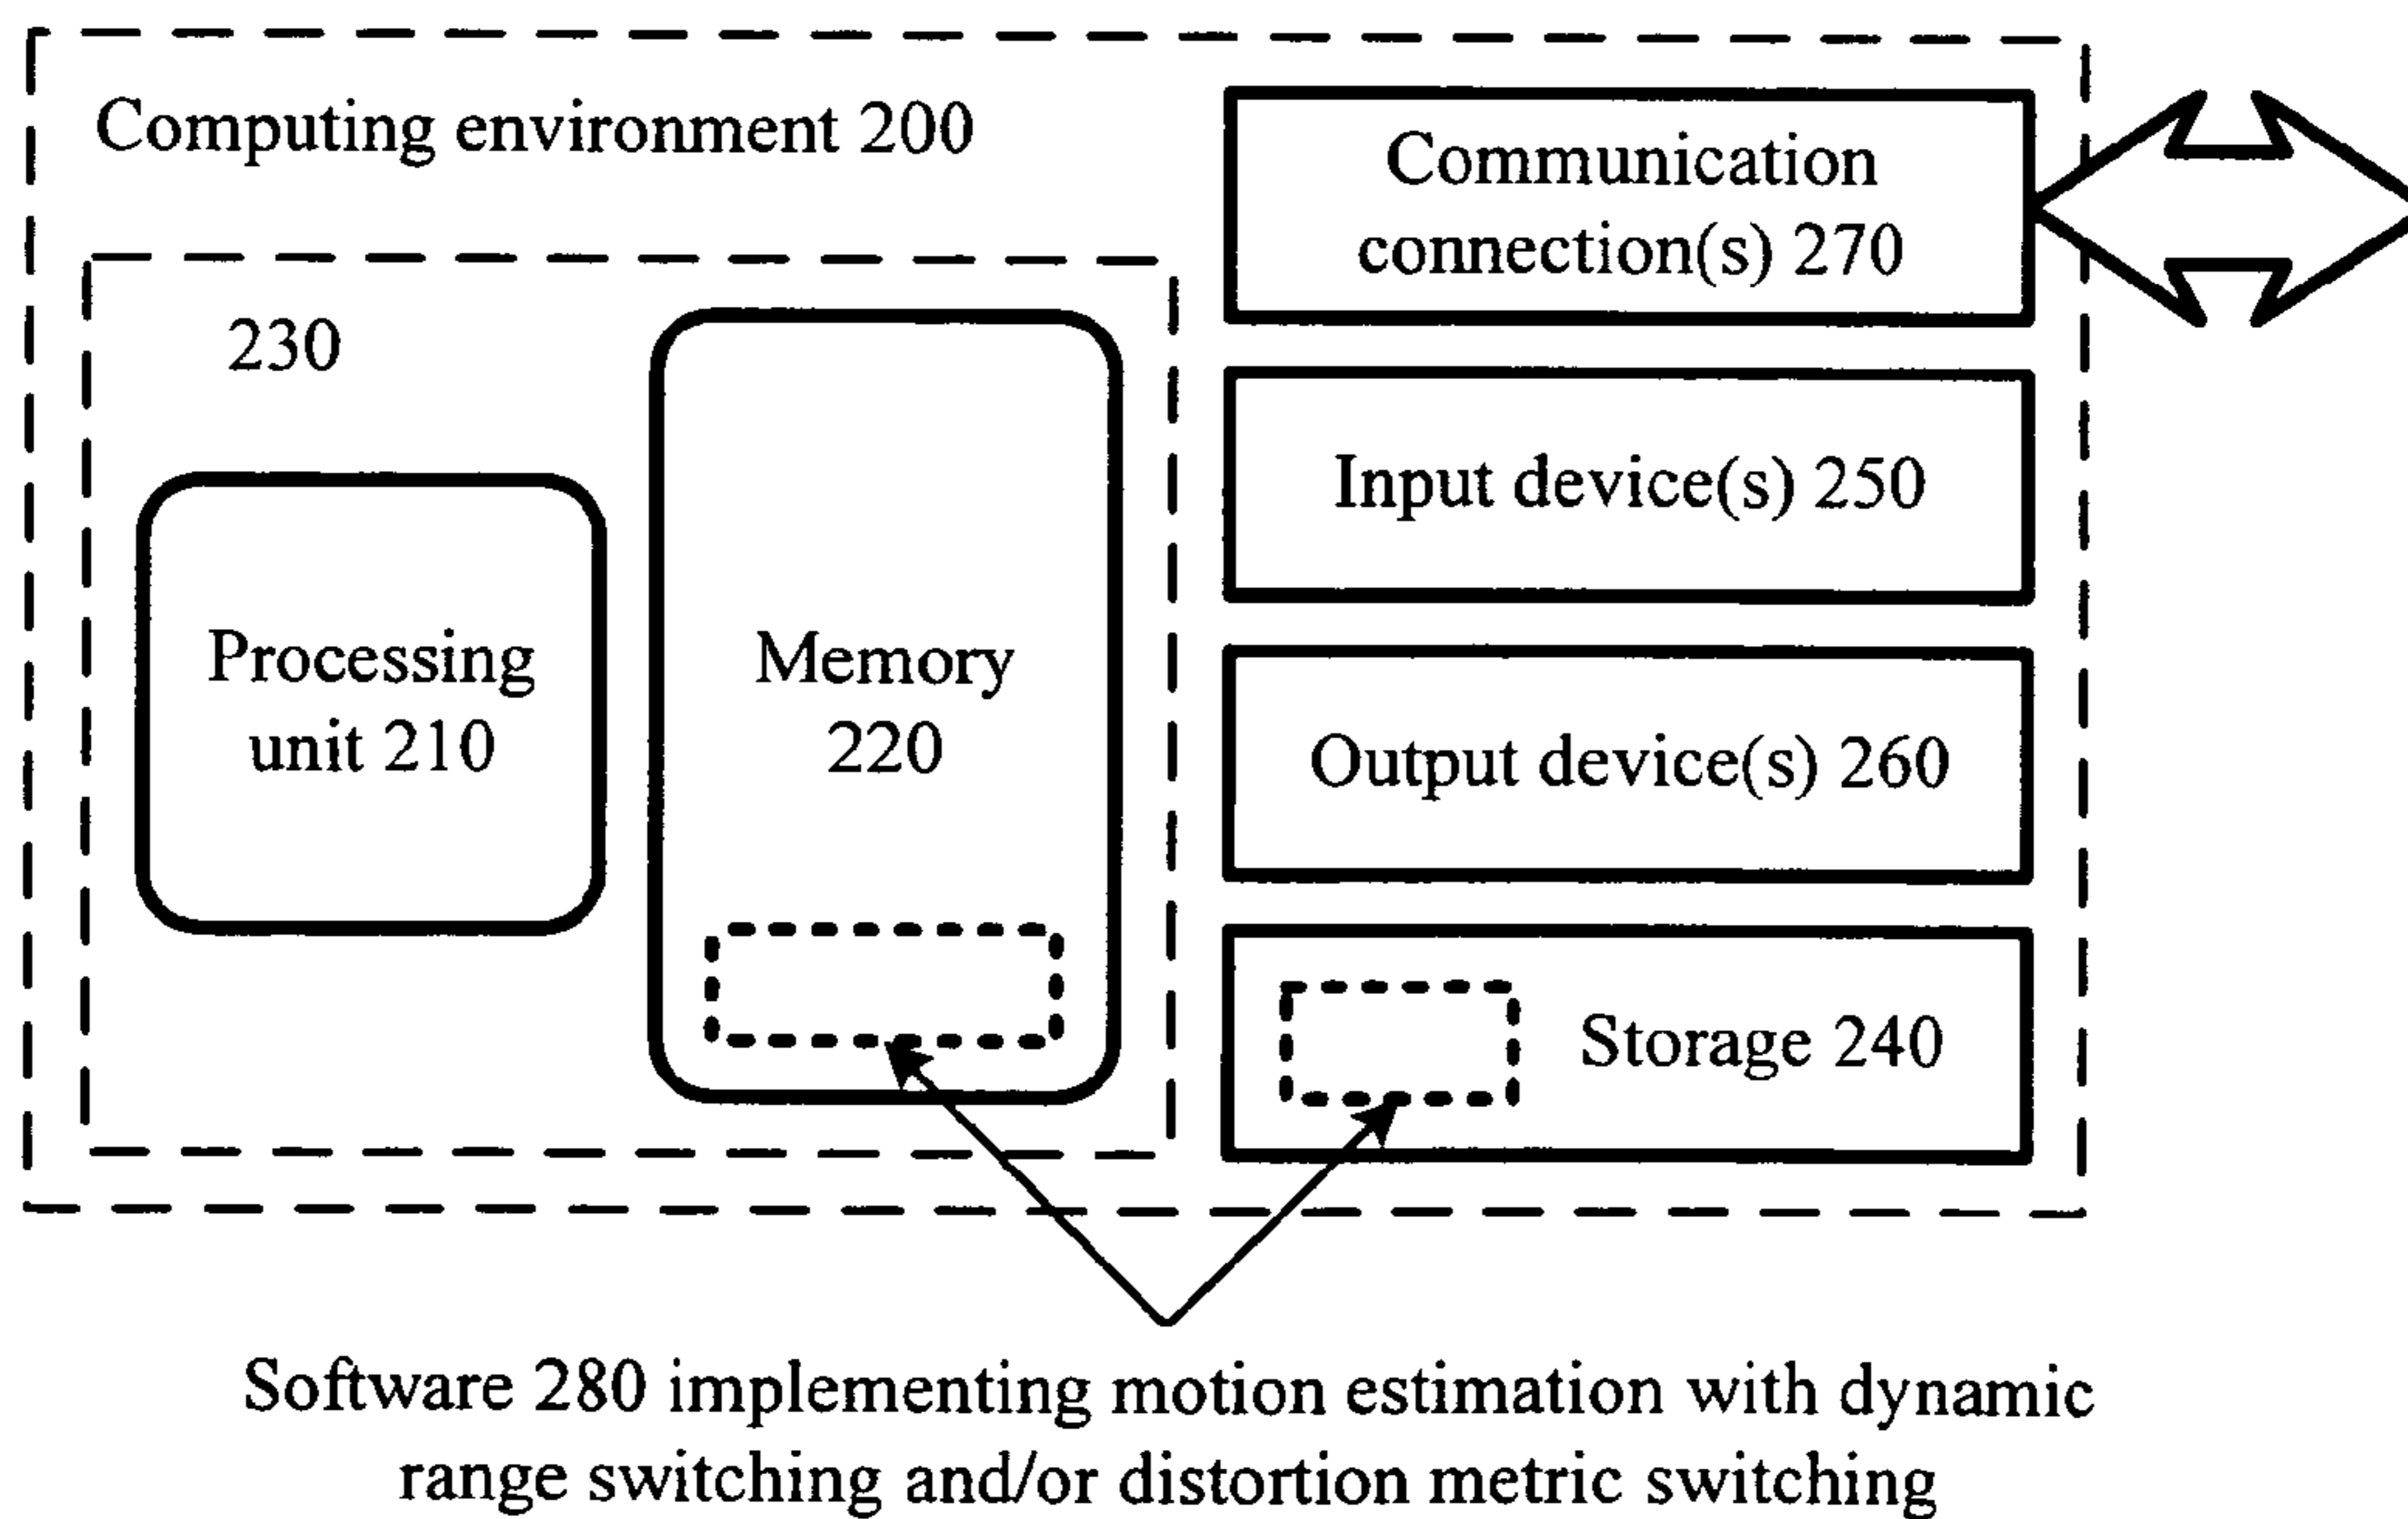 Computing environment 200
Communication
connection(s) 270
230
Input device(s) 250
Processing
unit 210
Memory
220
Output device(s) 260
Storage 240
Software 280 implementing motion estimation with dynamic
range switching and/or distortion metric switching